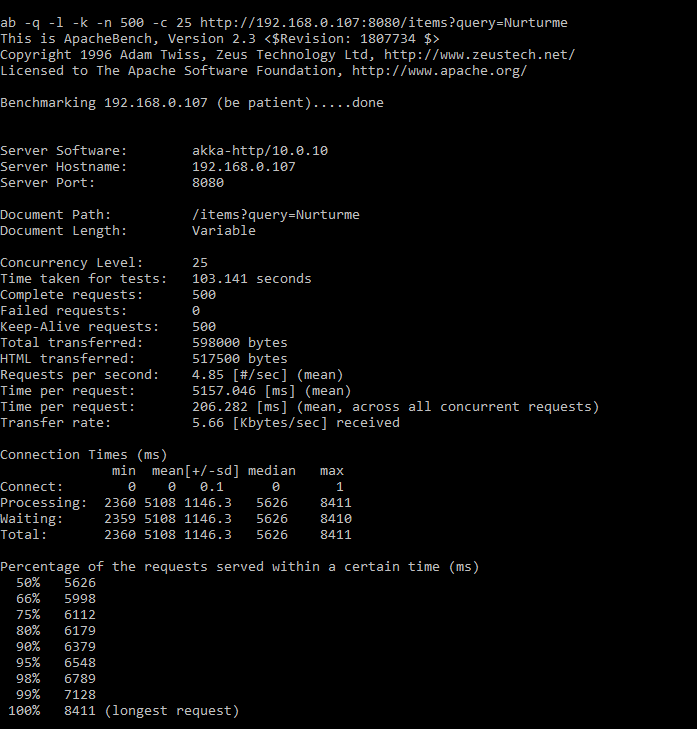 ab -q -l -k -n 500 -c 25 http://192.168.0.107:8080/items?query=Nurturme
This is ApacheBench, Version 2.3 <$Revision: 1807734 $>
Copyright 1996 Adam Twiss, Zeus Technology Ltd, http://www.zeustech.net/
Licensed to The Apache Software Foundation, http://www.apache.org/

Benchmarking 192.168.0.107 (be patient).....done


Server Software:        akka-http/10.0.10
Server Hostname:        192.168.0.107
Server Port:            8080

Document Path:          /items?query=Nurturme
Document Length:        Variable

Concurrency Level:      25
Time taken for tests:   103.141 seconds
Complete requests:      500
Failed requests:        0
Keep-Alive requests:    500
Total transferred:      598000 bytes
HTML transferred:       517500 bytes
Requests per second:    4.85 [#/sec] (mean)
Time per request:       5157.046 [ms] (mean)
Time per request:       206.282 [ms] (mean, across all concurrent requests)
Transfer rate:          5.66 [Kbytes/sec] received

Connection Times (ms)
              min  mean[+/-sd] median   max
Connect:        0    0   0.1      0       1
Processing:  2360 5108 1146.3   5626    8411
Waiting:     2359 5108 1146.3   5626    8410
Total:       2360 5108 1146.3   5626    8411

Percentage of the requests served within a certain time (ms)
  50%   5626
  66%   5998
  75%   6112
  80%   6179
  90%   6379
  95%   6548
  98%   6789
  99%   7128
 100%   8411 (longest request)